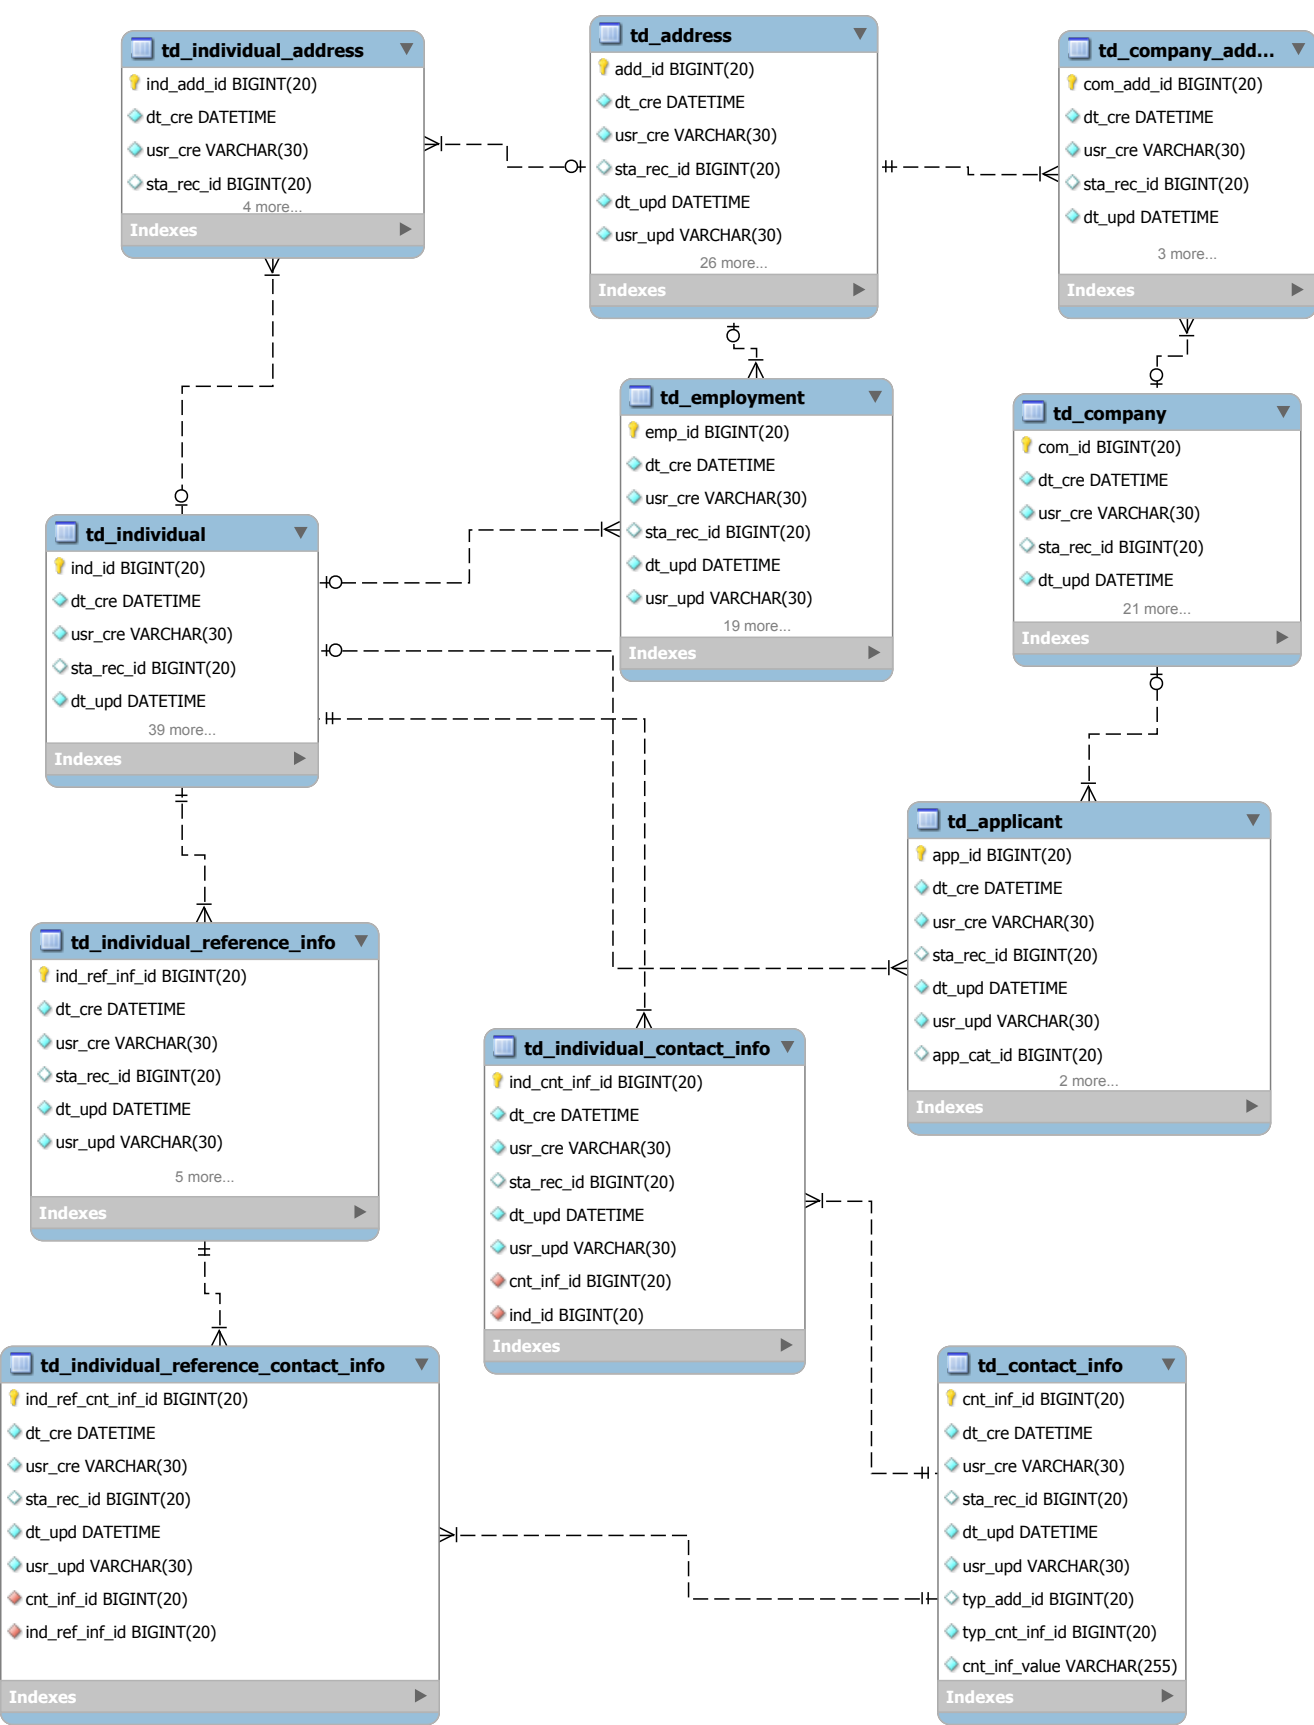 td_individual_address
ind_add_id BIGINT(20)
dt_cre DATETIME
usr_cre VARCHAR(30)
sta_rec_id BIGINT(20)
4 more...
Indexes
td_address
add_id BIGINT(20)
dt_cre DATETIME
usr_cre VARCHAR(30)
sta_rec_id BIGINT(20)
dt_upd DATETIME
usr_upd VARCHAR(30)
26 more...
Indexes
td_company_add...
com_add_id BIGINT(20)
dt_cre DATETIME
usr_cre VARCHAR(30)
sta_rec_id BIGINT(20)
dt_upd DATETIME
3 more...
Indexes
td_employment
emp_id BIGINT(20)
dt_cre DATETIME
usr_cre VARCHAR(30)
sta_rec_id BIGINT(20)
dt_upd DATETIME
usr_upd VARCHAR(30)
19 more...
Indexes
td_company
com_id BIGINT(20)
dt_cre DATETIME
usr_cre VARCHAR(30)
sta_rec_id BIGINT(20)
dt_upd DATETIME
21 more...
Indexes
td_individual
ind_id BIGINT(20)
dt_cre DATETIME
usr_cre VARCHAR(30)
sta_rec_id BIGINT(20)
dt_upd DATETIME
39 more...
Indexes
td_applicant
app_id BIGINT(20)
dt_cre DATETIME
usr_cre VARCHAR(30)
sta_rec_id BIGINT(20)
dt_upd DATETIME
usr_upd VARCHAR(30)
app_cat_id BIGINT(20)
2 more...
Indexes
td_individual_reference_info
ind_ref_inf_id BIGINT(20)
dt_cre DATETIME
usr_cre VARCHAR(30)
sta_rec_id BIGINT(20)
dt_upd DATETIME
usr_upd VARCHAR(30)
5 more...
Indexes
td_individual_contact_info
ind_cnt_inf_id BIGINT(20)
dt_cre DATETIME
usr_cre VARCHAR(30)
sta_rec_id BIGINT(20)
dt_upd DATETIME
usr_upd VARCHAR(30)
cnt_inf_id BIGINT(20)
ind_id BIGINT(20)
Indexes
td_individual_reference_contact_info
ind_ref_cnt_inf_id BIGINT(20)
dt_cre DATETIME
usr_cre VARCHAR(30)
sta_rec_id BIGINT(20)
dt_upd DATETIME
usr_upd VARCHAR(30)
cnt_inf_id BIGINT(20)
ind_ref_inf_id BIGINT(20)
Indexes
td_contact_info
cnt_inf_id BIGINT(20)
dt_cre DATETIME
usr_cre VARCHAR(30)
sta_rec_id BIGINT(20)
dt_upd DATETIME
usr_upd VARCHAR(30)
typ_add_id BIGINT(20)
typ_cnt_inf_id BIGINT(20)
cnt_inf_value VARCHAR(255)
Indexes